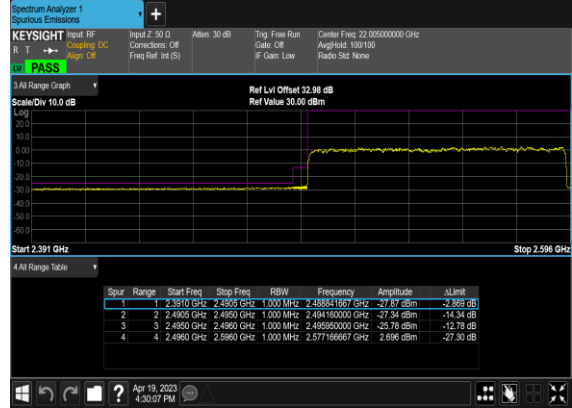 Spectrum Analyzer 1
Spurious Emissions
KEYSIGHT Input: RF Input Z: 50 Ω Atten: 30 dB Trig: Free Run Center Freq: 22.005000000 GHz
R T Coupling: DC Corrections: Off Gate: Off Avg|Hold: 100/100
Align: Off Freq Ref: Int (S) IF Gain: Low Radio Std: None
PASS
3 All Range Graph
Ref Lvl Offset 32.98 dB
Scale/Div 10.0 dB Ref Value 30.00 dBm
Log
20.0
10.0
0.00
-10.0
-20.0
-30.0
-40.0
-50.0
-60.0
Start 2.391 GHz Stop 2.596 GHz
4 All Range Table
Spur Range Start Freq Stop Freq RBW Frequency Amplitude ΔLimit
1 1 2.3910 GHz 2.4905 GHz 1.000 MHz 2.488841667 GHz -27.87 dBm -2.869 dB
2 2 2.4905 GHz 2.4950 GHz 1.000 MHz 2.494160000 GHz -27.34 dBm -14.34 dB
3 3 2.4950 GHz 2.4960 GHz 1.000 MHz 2.495950000 GHz -25.78 dBm -12.78 dB
4 4 2.4960 GHz 2.5960 GHz 1.000 MHz 2.577166667 GHz 2.696 dBm -27.30 dB
? Apr 19, 2023
4:30:07 PM